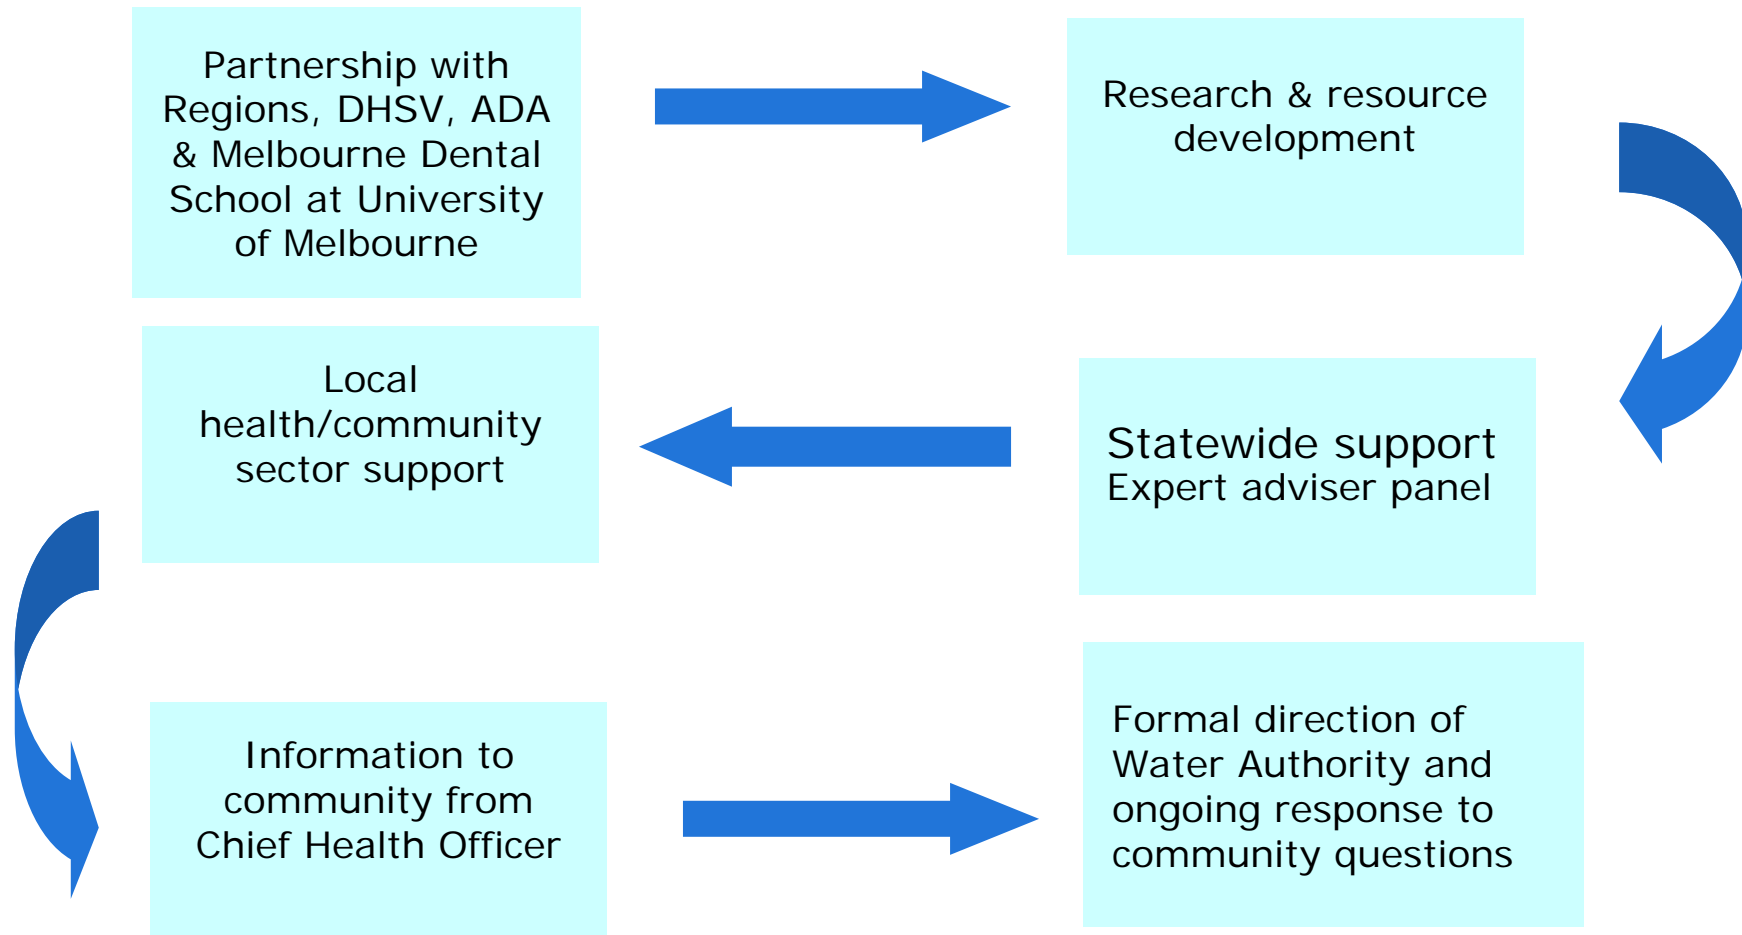 Partnership with
Regions, DHSV, ADA
& Melbourne Dental
School at University
of Melbourne
Research & resource
development
Statewide support
Expert adviser panel
Local
health/community
sector support
Information to
community from
Chief Health Officer
Formal direction of
Water Authority and
ongoing response to
community questions